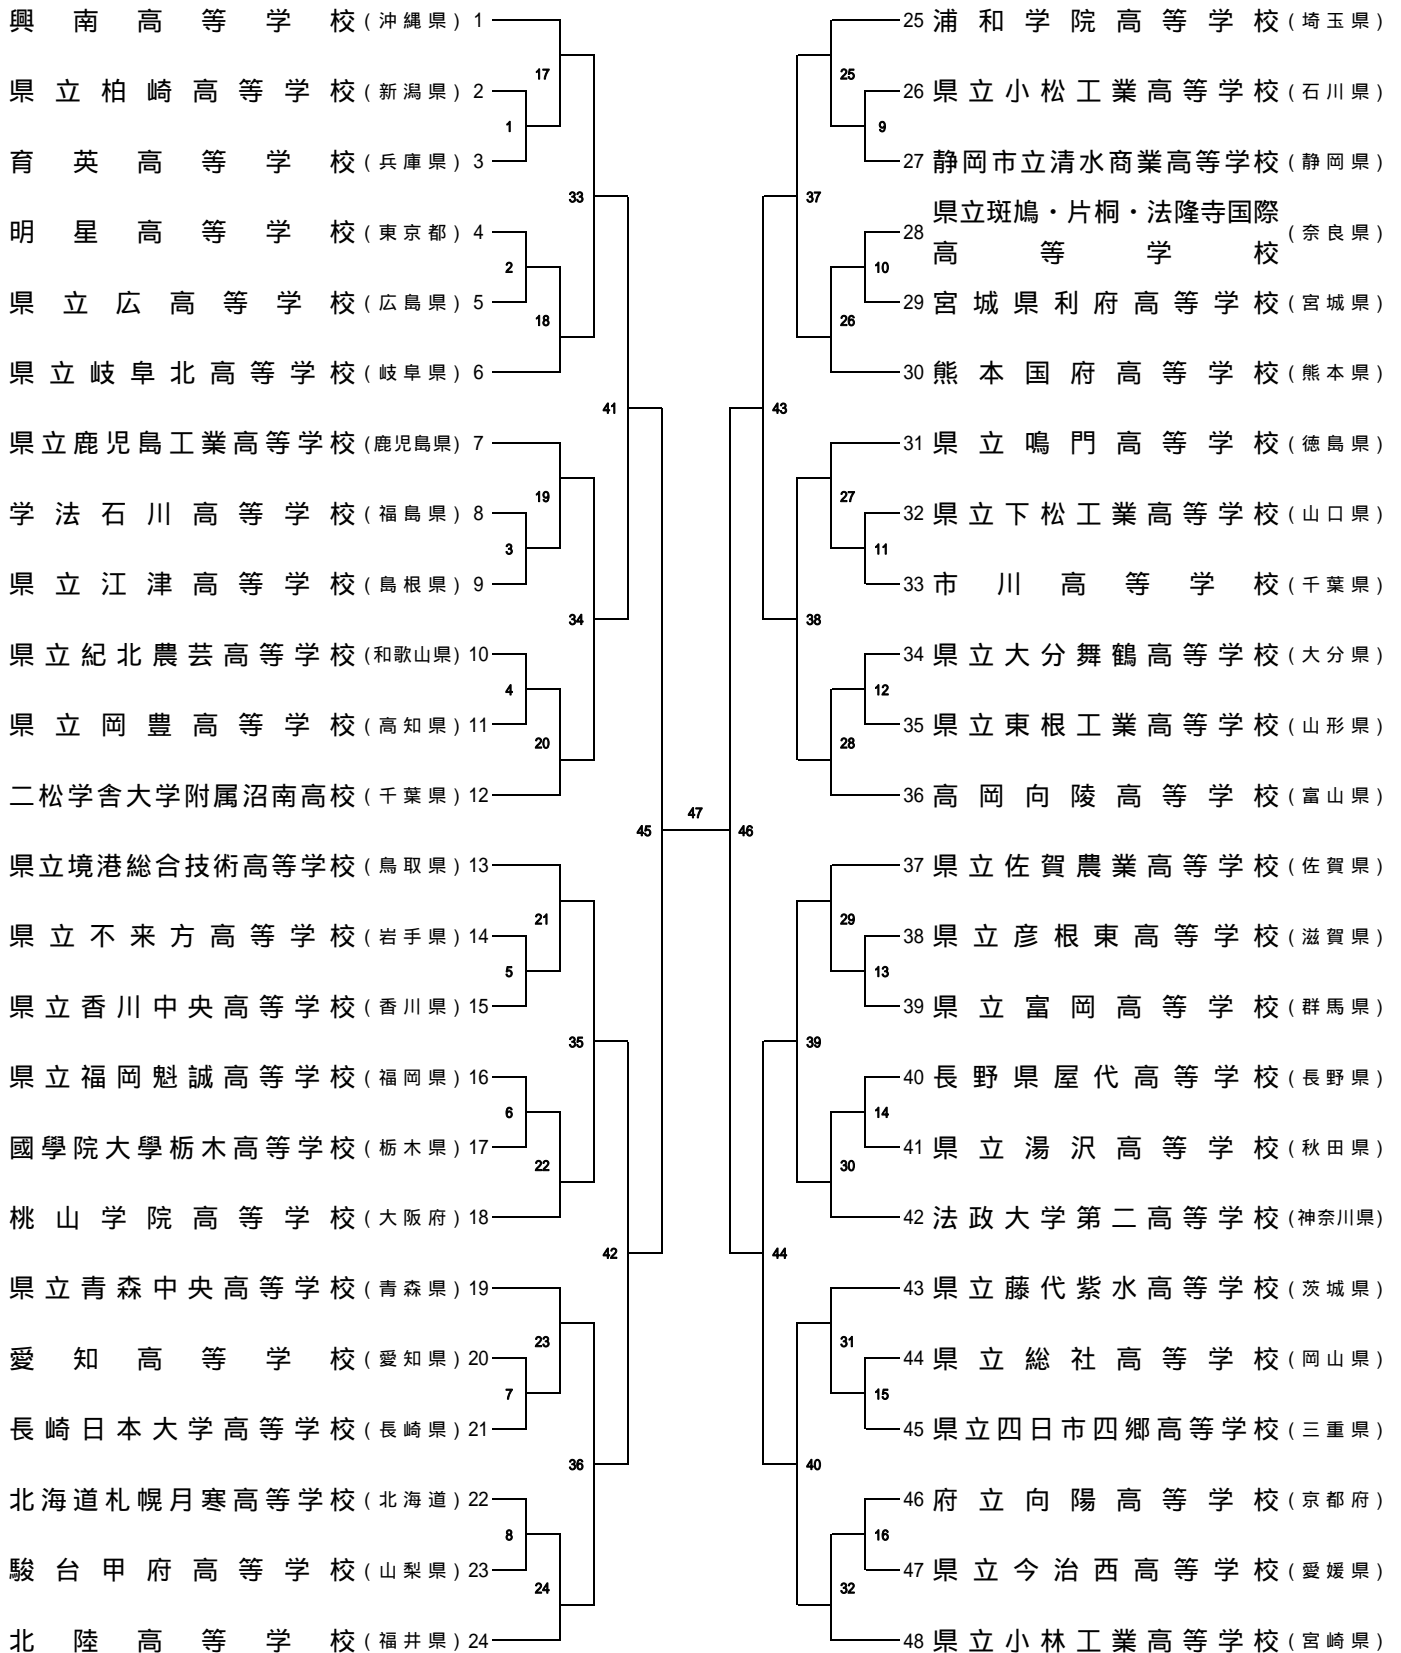 興南高等学校(沖縄県) 1
県立柏崎高等学校(新潟県) 2
育英高等学校(兵庫県) 3
明星高等学校(東京都) 4
県立広高等学校(広島県) 5
県立岐阜北高等学校(岐阜県) 6
県立鹿児島工業高等学校(鹿児島県) 7
学法石川高等学校(福島県) 8
県立江津高等学校(島根県) 9
県立紀北農芸高等学校(和歌山県) 10
県立岡豊高等学校(高知県) 11
二松学舎大学附属沼南高校(千葉県) 12
県立境港総合技術高等学校(鳥取県) 13
県立不来方高等学校(岩手県) 14
県立香川中央高等学校(香川県) 15
県立福岡魁誠高等学校(福岡県) 16
國學院大學栃木高等学校(栃木県) 17
桃山学院高等学校(大阪府) 18
県立青森中央高等学校(青森県) 19
愛知高等学校(愛知県) 20
長崎日本大学高等学校(長崎県) 21
北海道札幌月寒高等学校(北海道) 22
駿台甲府高等学校(山梨県) 23
北陸高等学校(福井県) 24
1
2
3
4
5
6
7
8
17
18
19
20
21
22
23
24
33
34
35
36
41
42
45
47
46
43
44
37
38
39
40
25
26
27
28
29
30
31
32
9
10
11
12
13
14
15
16
25 浦和学院高等学校(埼玉県)
26 県立小松工業高等学校(石川県)
27 静岡市立清水商業高等学校(静岡県)
県立斑鳩・片桐・法隆寺国際
28 高等学校(奈良県)
29 宮城県利府高等学校(宮城県)
30 熊本国府高等学校(熊本県)
31 県立鳴門高等学校(徳島県)
32 県立下松工業高等学校(山口県)
33 市川高等学校(千葉県)
34 県立大分舞鶴高等学校(大分県)
35 県立東根工業高等学校(山形県)
36 高岡向陵高等学校(富山県)
37 県立佐賀農業高等学校(佐賀県)
38 県立彦根東高等学校(滋賀県)
39 県立富岡高等学校(群馬県)
40 長野県屋代高等学校(長野県)
41 県立湯沢高等学校(秋田県)
42 法政大学第二高等学校(神奈川県)
43 県立藤代紫水高等学校(茨城県)
44 県立総社高等学校(岡山県)
45 県立四日市四郷高等学校(三重県)
46 府立向陽高等学校(京都府)
47 県立今治西高等学校(愛媛県)
48 県立小林工業高等学校(宮崎県)